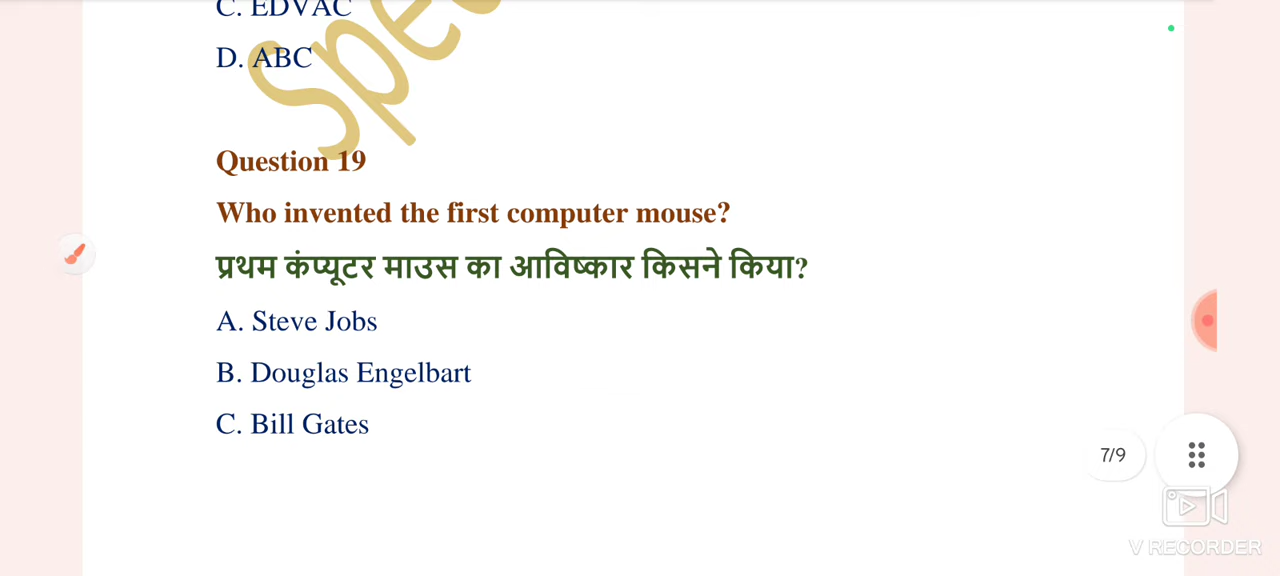 C. EDVAC
D. ABC
Spe
Question 19
Who invented the first computer mouse?
प्रथम कंप्यूटर माउस का आविष्कार किसने किया?
A. Steve Jobs
B. Douglas Engelbart
C. Bill Gates
7/9
V RECORDER